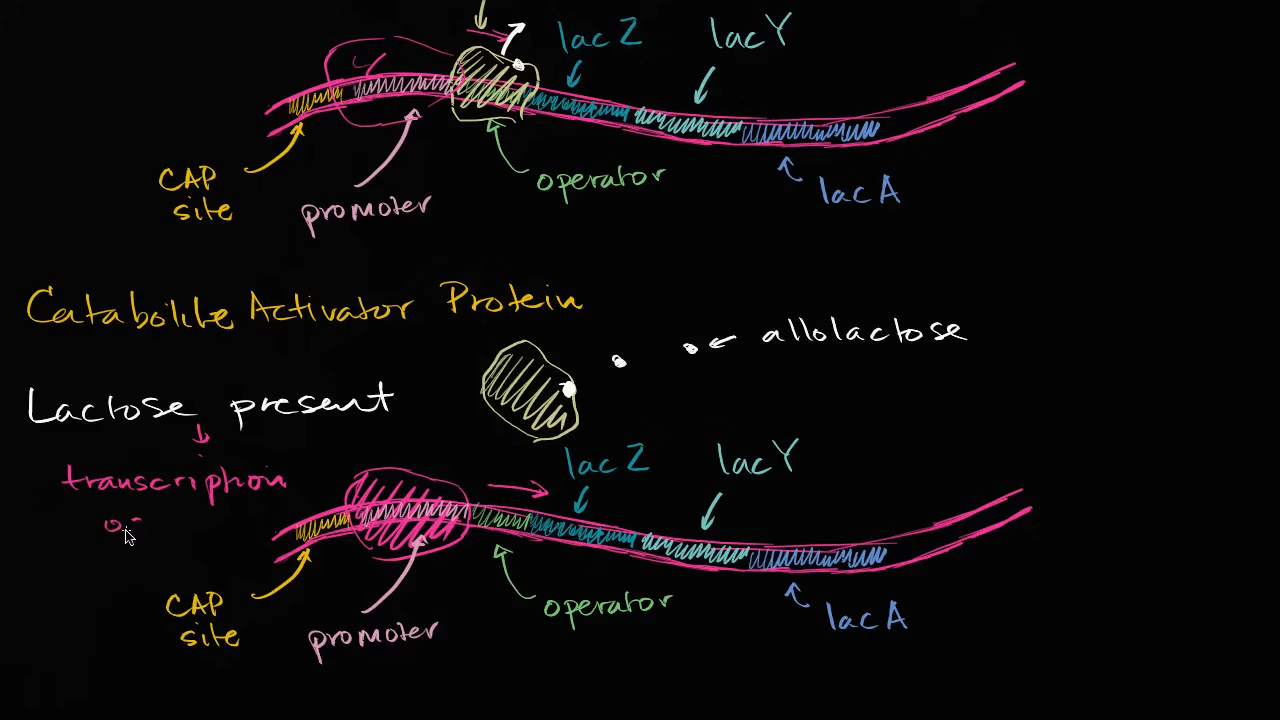 lac Z
lac Y
CAP
site
promoter
operator
lac A
Catabolite Activator Protein
allolactose
Lactose present
transcription
lac Z
lac Y
CAP
site
promoter
operator
lac A